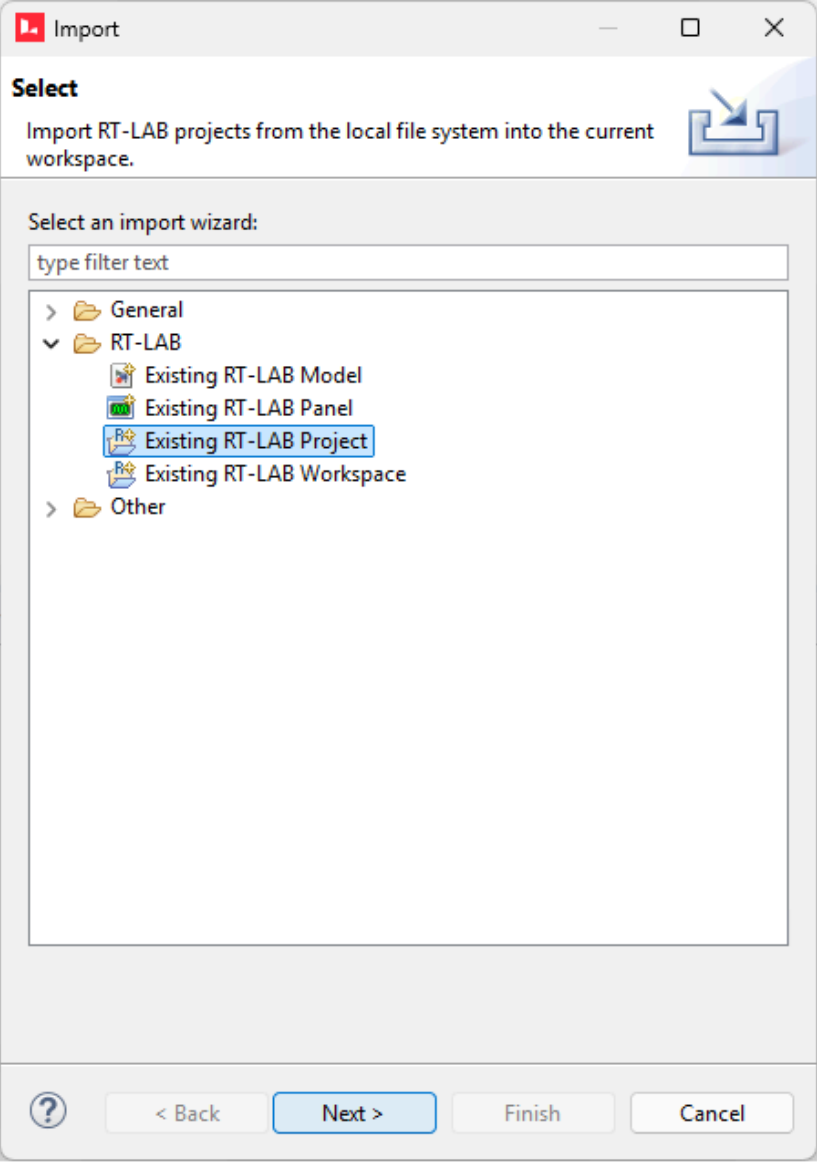 Import
Select
Import RT-LAB projects from the local file system into the current
workspace.
Select an import wizard:
type filter text
General
RT-LAB
Existing RT-LAB Model
Existing RT-LAB Panel
Existing RT-LAB Project
Existing RT-LAB Workspace
Other
? < Back Next > Finish Cancel